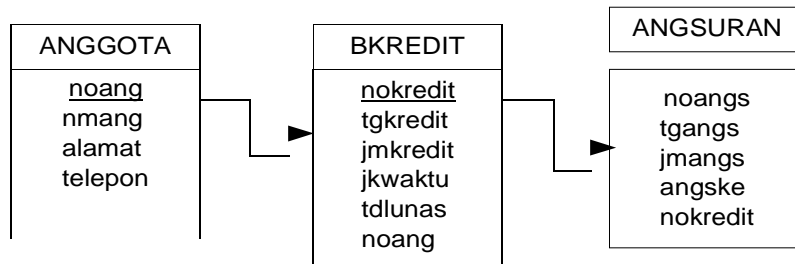 ANGGOTA
noang
nmang
alamat
telepon
BKREDIT
nokredit
tgkredit
jmkredit
jkwaktu
tdlunas
noang
ANGSURAN
noangs
tgangs
jmangs
angske
nokredit